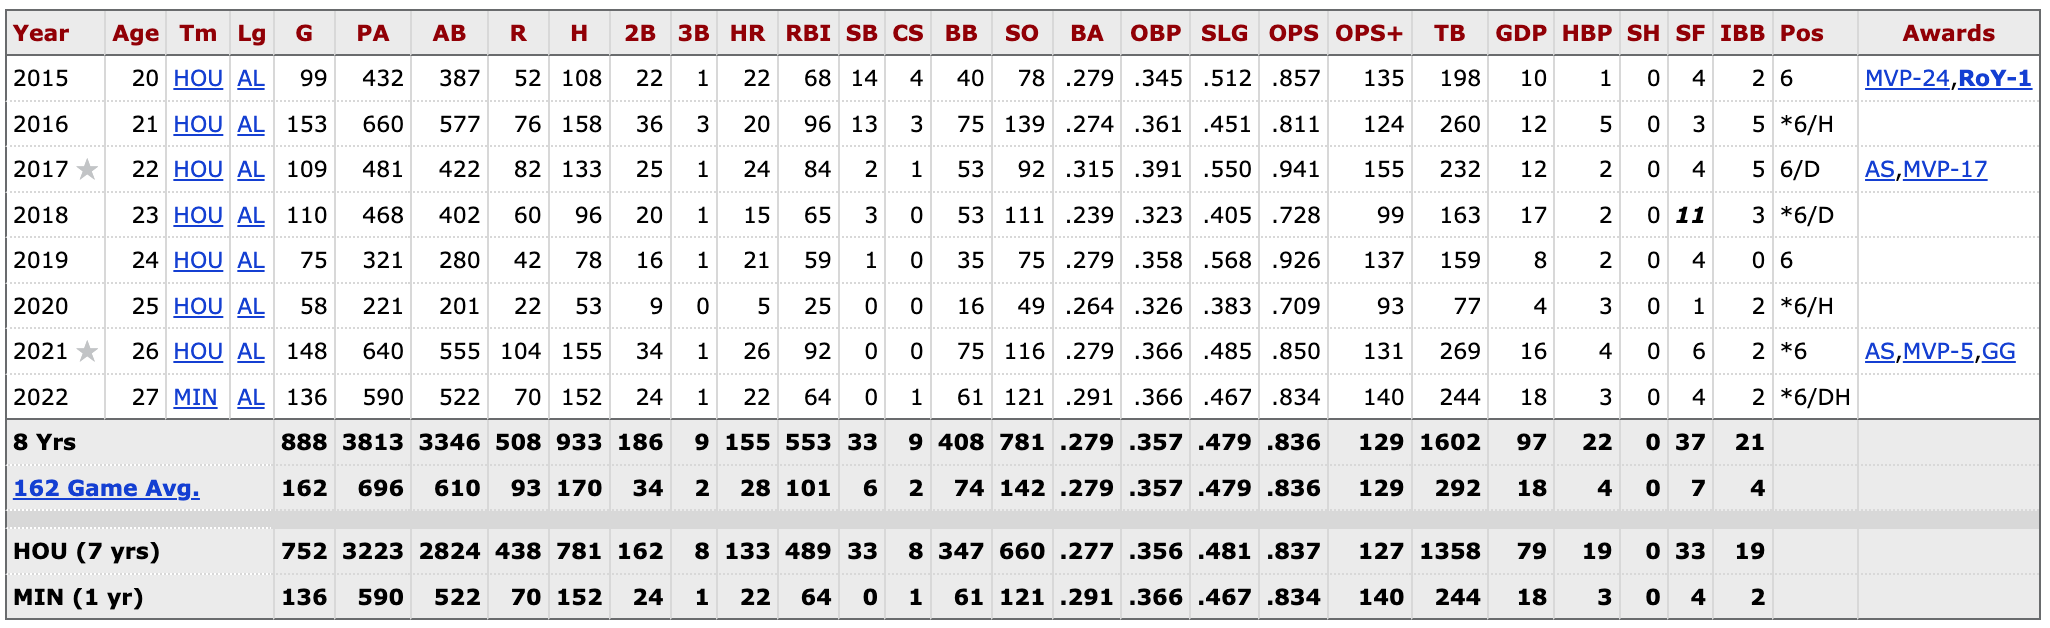 Year Age Tm Lg G PA AB R H 2B 3B HR RBI SB CS BB SO BA OBP SLG OPS OPS+ TB GDP HBP SH SF IBB Pos Awards
2015 20 HOU AL 99 432 387 52 108 22 1 22 68 14 4 40 78 .279 .345 .512 .857 135 198 10 1 0 4 2 6 MVP-24,RoY-1
2016 21 HOU AL 153 660 577 76 158 36 3 20 96 13 3 75 139 .274 .361 .451 .811 124 260 12 5 0 3 5 *6/H
2017 ★ 22 HOU AL 109 481 422 82 133 25 1 24 84 2 1 53 92 .315 .391 .550 .941 155 232 12 2 0 4 5 6/D AS,MVP-17
2018 23 HOU AL 110 468 402 60 96 20 1 15 65 3 0 53 111 .239 .323 .405 .728 99 163 17 2 0 11 3 *6/D
2019 24 HOU AL 75 321 280 42 78 16 1 21 59 1 0 35 75 .279 .358 .568 .926 137 159 8 2 0 4 0 6
2020 25 HOU AL 58 221 201 22 53 9 0 5 25 0 0 16 49 .264 .326 .383 .709 93 77 4 3 0 1 2 *6/H
2021 ★ 26 HOU AL 148 640 555 104 155 34 1 26 92 0 0 75 116 .279 .366 .485 .850 131 269 16 4 0 6 2 *6 AS,MVP-5,GG
2022 27 MIN AL 136 590 522 70 152 24 1 22 64 0 1 61 121 .291 .366 .467 .834 140 244 18 3 0 4 2 *6/DH
8 Yrs 888 3813 3346 508 933 186 9 155 553 33 9 408 781 .279 .357 .479 .836 129 1602 97 22 0 37 21
162 Game Avg. 162 696 610 93 170 34 2 28 101 6 2 74 142 .279 .357 .479 .836 129 292 18 4 0 7 4
HOU (7 yrs) 752 3223 2824 438 781 162 8 133 489 33 8 347 660 .277 .356 .481 .837 127 1358 79 19 0 33 19
MIN (1 yr) 136 590 522 70 152 24 1 22 64 0 1 61 121 .291 .366 .467 .834 140 244 18 3 0 4 2